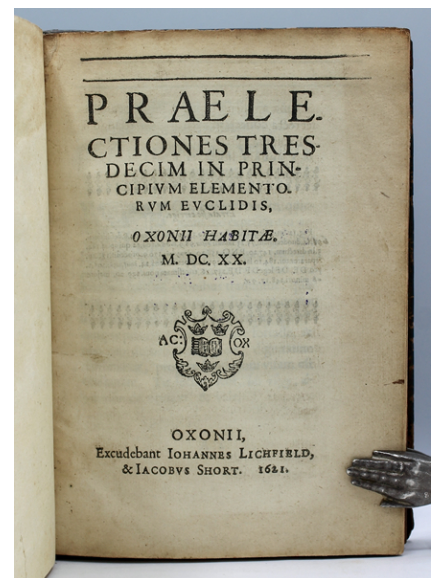 PRAELE-
CTIONES TRES-
DECIM IN PRIN-
CIPIVM ELEMENTO-
RVM EVCLIDIS,
OXONII HABITÆ.
M. DC. XX.
AC: OX
OXONII,
Excudebant IOHANNES LICHFIELD,
& IACOBVS SHORT. 1621.